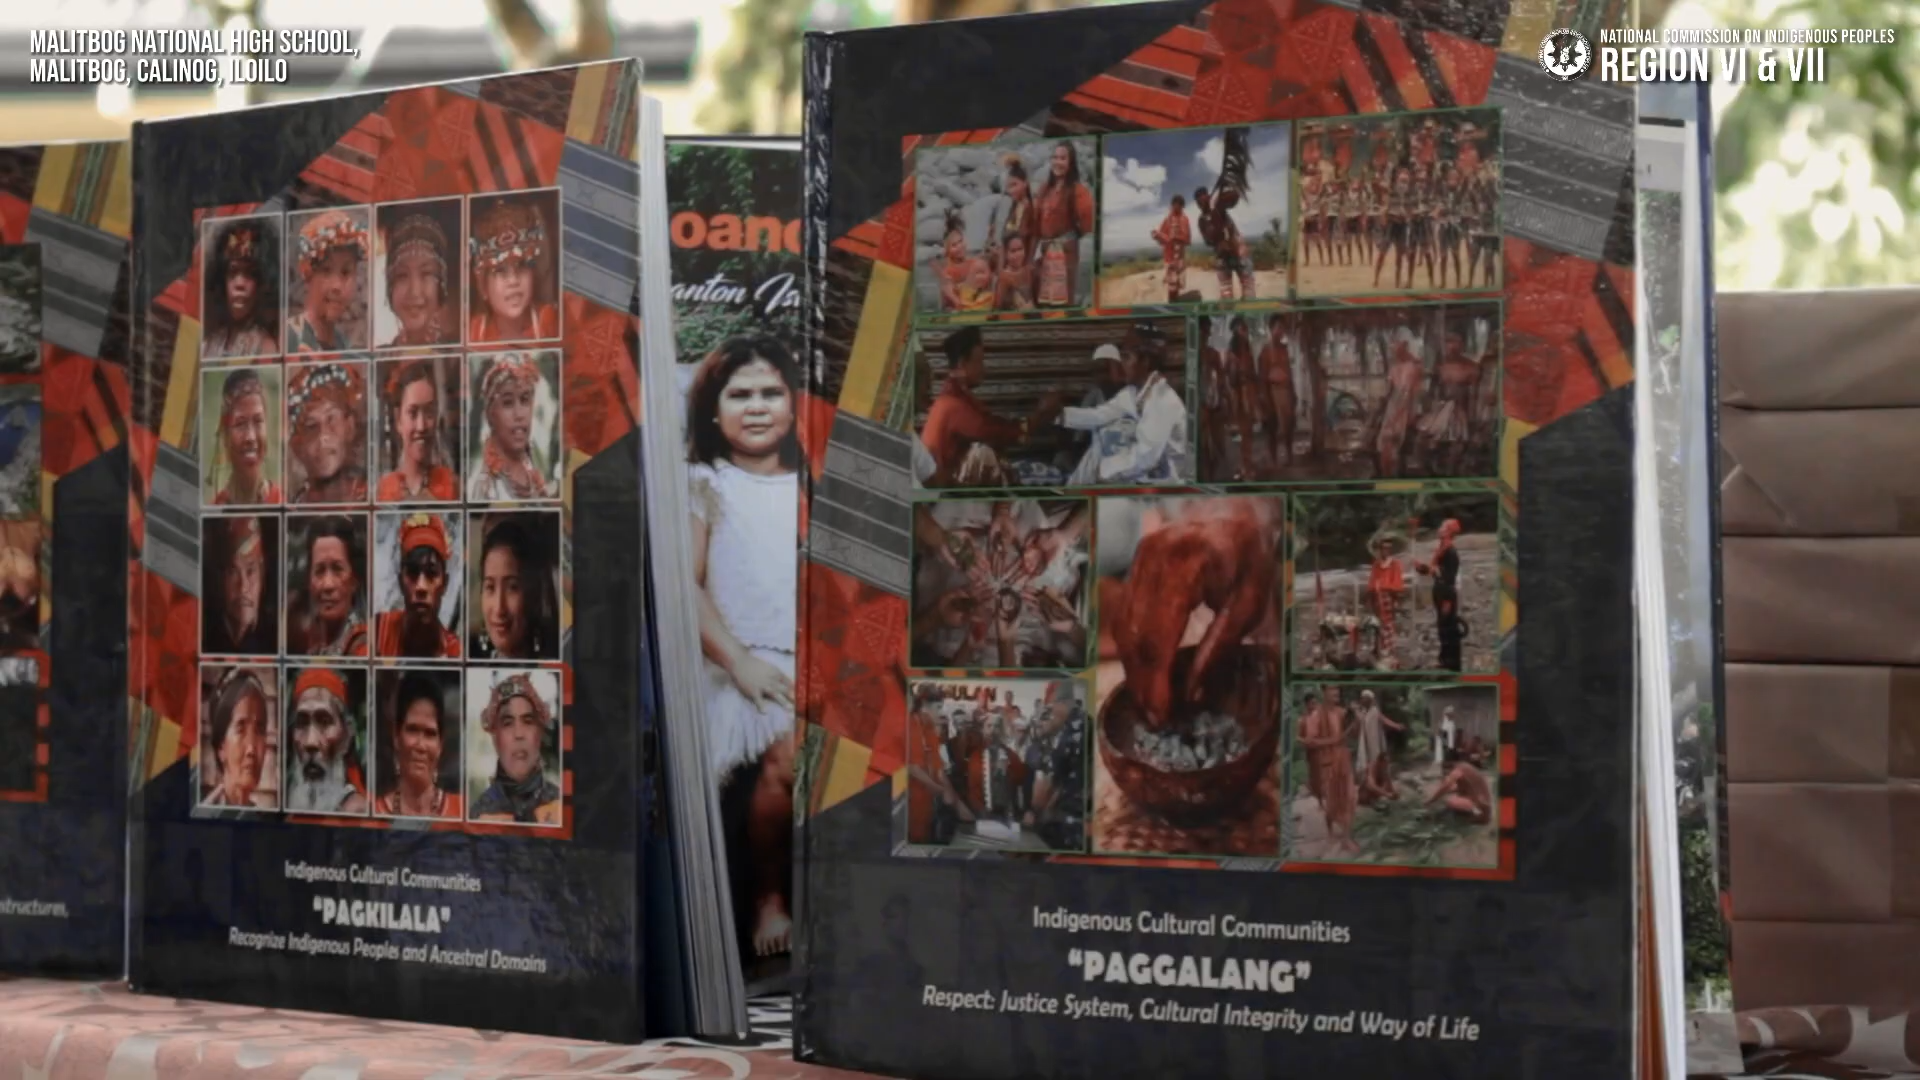 MALITBOG NATIONAL HIGH SCHOOL,
MALITBOG, CALINOG, ILOILO
NATIONAL COMMISSION ON INDIGENOUS PEOPLES
REGION VI & VII
Indigenous Cultural Communities
"PAGKILALA"
Recognize Indigenous Peoples and Ancestral Domains
Indigenous Cultural Communities
"PAGGALANG"
Respect: Justice System, Cultural Integrity and Way of Life